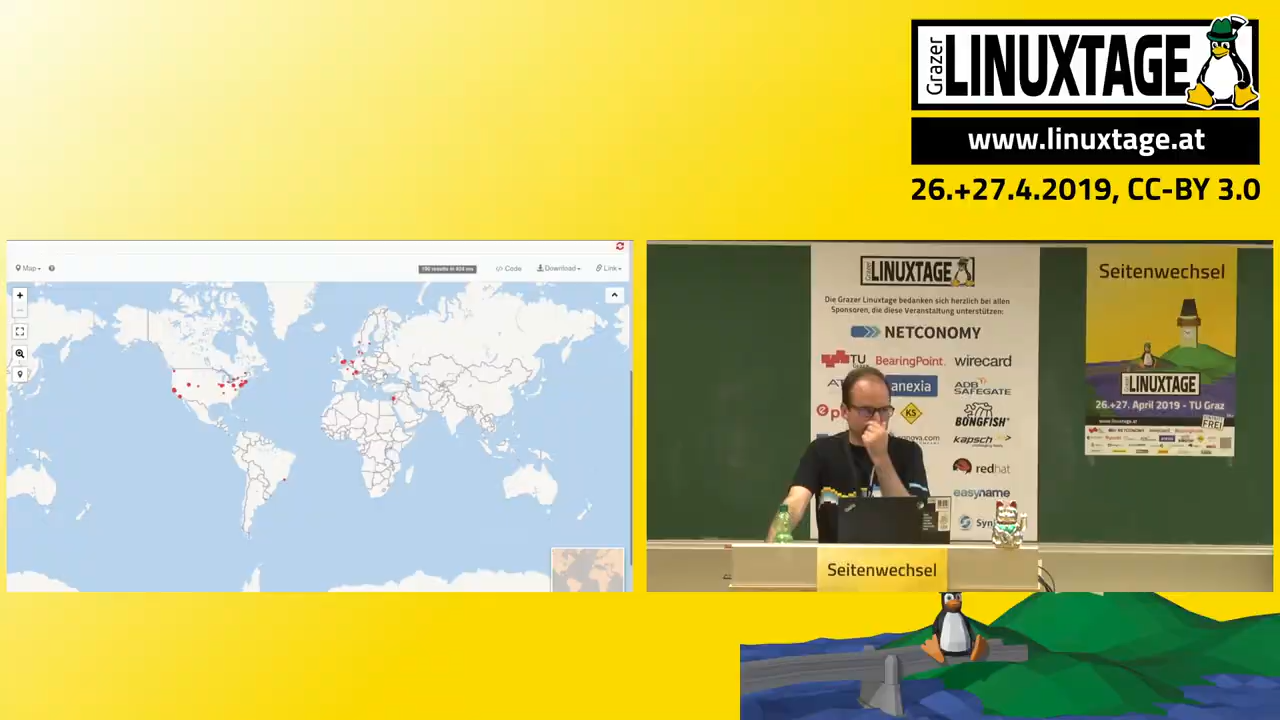 Grazer
LINUXTAGE
www.linuxtage.at
26.+27.4.2019, CC-BY 3.0
Map
Code
Download
Link
LINUXTAGE
Die Grazer Linuxtage bedanken sich herzlich bei allen
Sponsoren, die diese Veranstaltung unterstützen:
NETCONOMY
TU
BearingPoint.
wirecard
anexia
ADB
SAFEGATE
KS
BONGFISH
kapsch
redhat
easyname
Seitenwechsel
LINUXTAGE
26.+27. April 2019 - TU Graz
Seitenwechsel